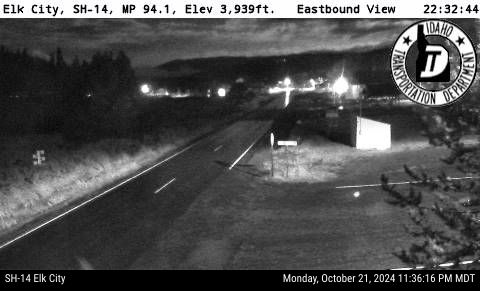 Elk City, SH-14, MP 94.1, Elev 3,939ft. Eastbound View 22:32:44
IDAHO
TRANSPORTATION DEPARTMENT
SH-14 Elk City
Monday, October 21, 2024 11:36:16 PM MDT